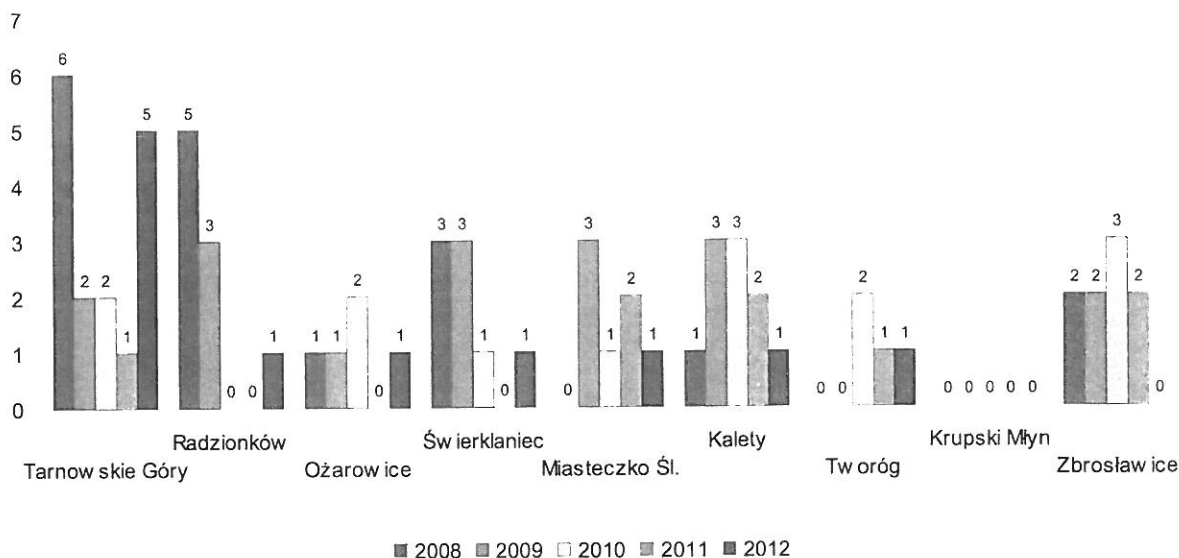 7
6
5
4
3
2
1
0
6 2 2 1 5
5 3 0 0 1
1 1 2 0 1
3 3 1 0 1
0 3 1 2 1
1 3 3 2 1
0 0 2 1 1
0 0 0 0 0
2 2 3 2 0
Tarnowskie Góry
Radzionków
Ożarowice
Świerklaniec
Miasteczko Śl.
Kalety
Tworóg
Krupski Młyn
Zbrosławice
2008 2009 2010 2011 2012